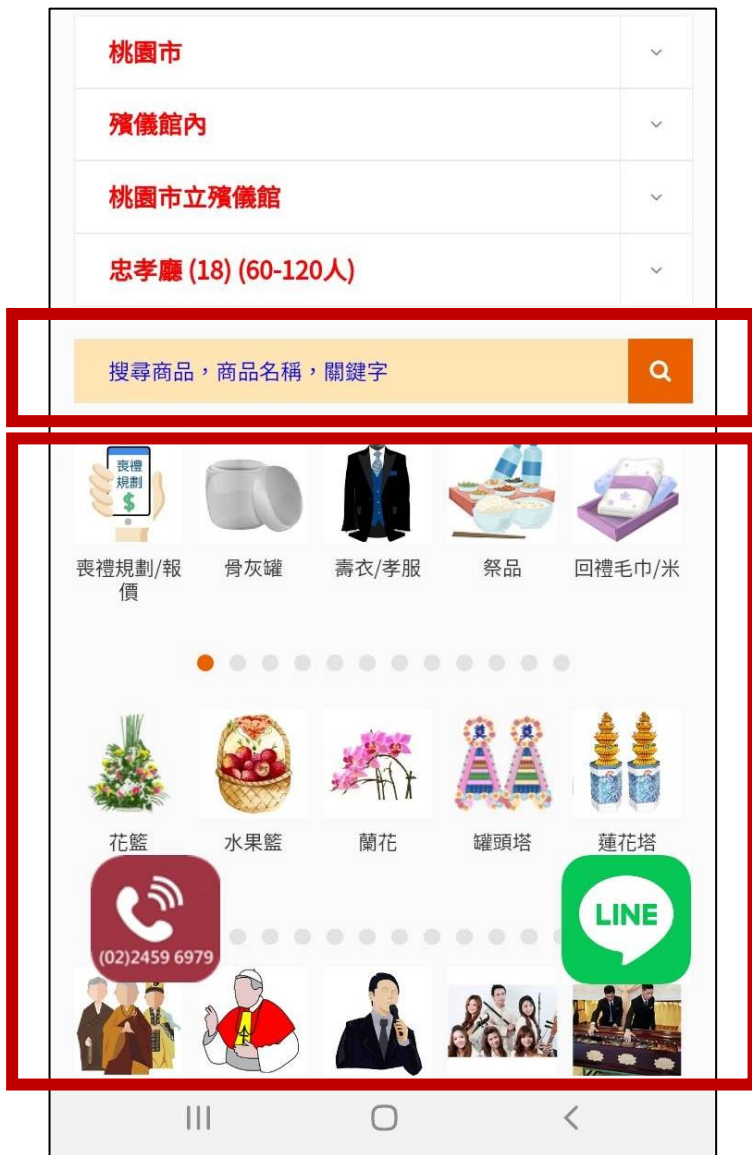 桃園市
殯儀館內
桃園市立殯儀館
忠孝廳 (18) (60-120人)
搜尋商品，商品名稱，關鍵字
喪禮
規劃
$
喪禮規劃/報
價
骨灰罐
壽衣/孝服
祭品
回禮毛巾/米
奠 奠
花籃
水果籃
蘭花
罐頭塔
蓮花塔
(02)2459 6979
LINE